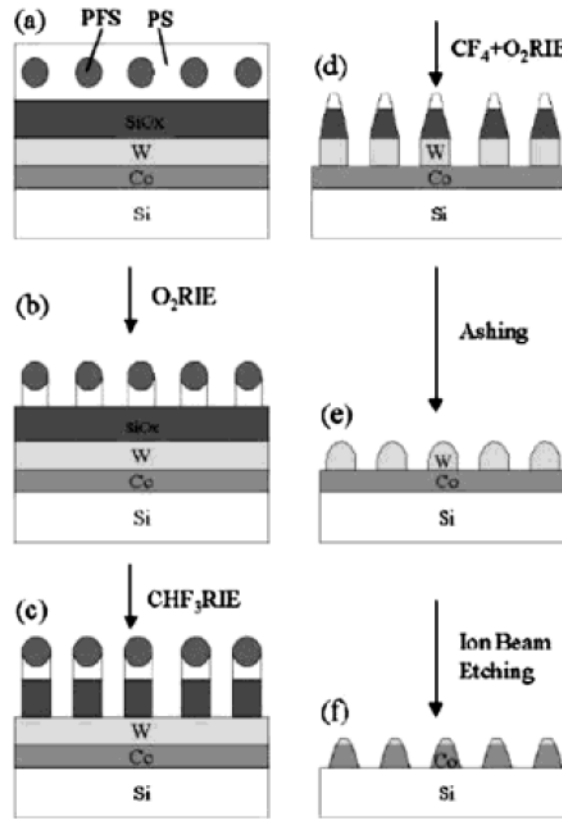 (a)
PFS PS
SiOx
W
Co
Si
O₂RIE
(b)
SiOx
W
Co
Si
CHF₃RIE
(c)
W
Co
Si
CF₄+O₂RIE
(d)
W
Co
Si
Ashing
(e)
W
Co
Si
Ion Beam
Etching
(f)
Co
Si